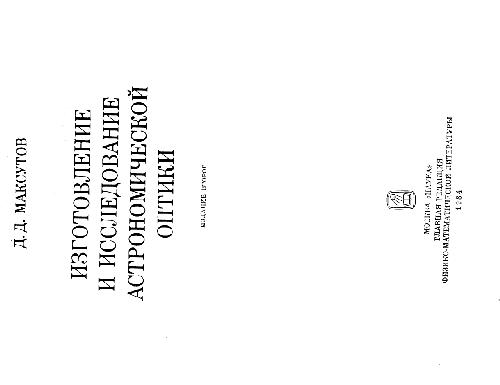 Д. Д. МАКСУТОВ
ИЗГОТОВЛЕНИЕ
И ИССЛЕДОВАНИЕ
АСТРОНОМИЧЕСКОЙ
ОПТИКИ
ИЗДАНИЕ ВТОРОЕ
МОСКВА «НАУКА»
ГЛАВНАЯ РЕДАКЦИЯ
ФИЗИКО-МАТЕМАТИЧЕСКОЙ ЛИТЕРАТУРЫ
1984